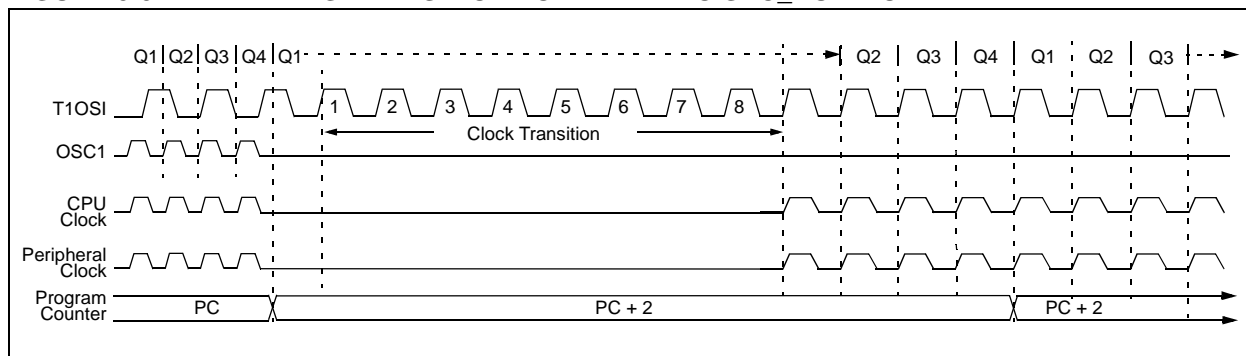 Q1 Q2 Q3 Q4 Q1 Q2 Q3 Q4 Q1 Q2 Q3
T1OSI 1 2 3 4 5 6 7 8
Clock Transition
OSC1
CPU
Clock
Peripheral
Clock
Program
Counter
PC PC + 2 PC + 2